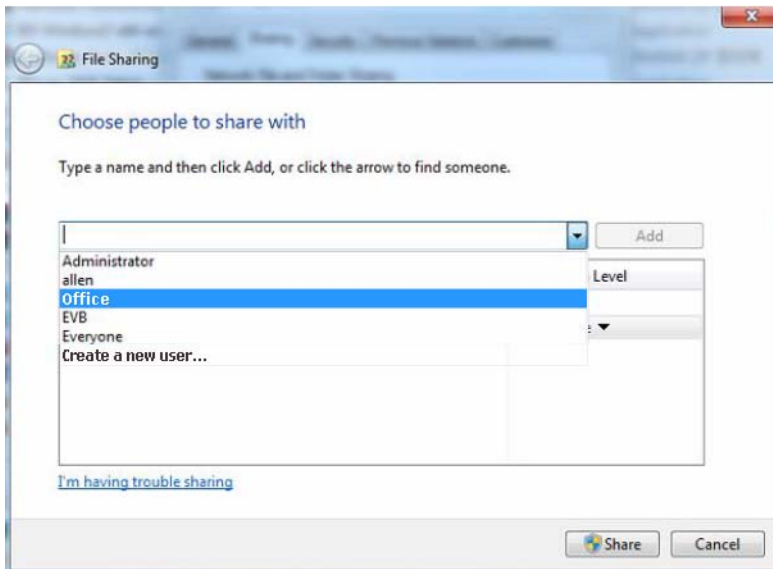 File Sharing
Choose people to share with
Type a name and then click Add, or click the arrow to find someone.
Add
Administrator
allen
Office
EVB
Everyone
Create a new user...
Level
I'm having trouble sharing
Share
Cancel